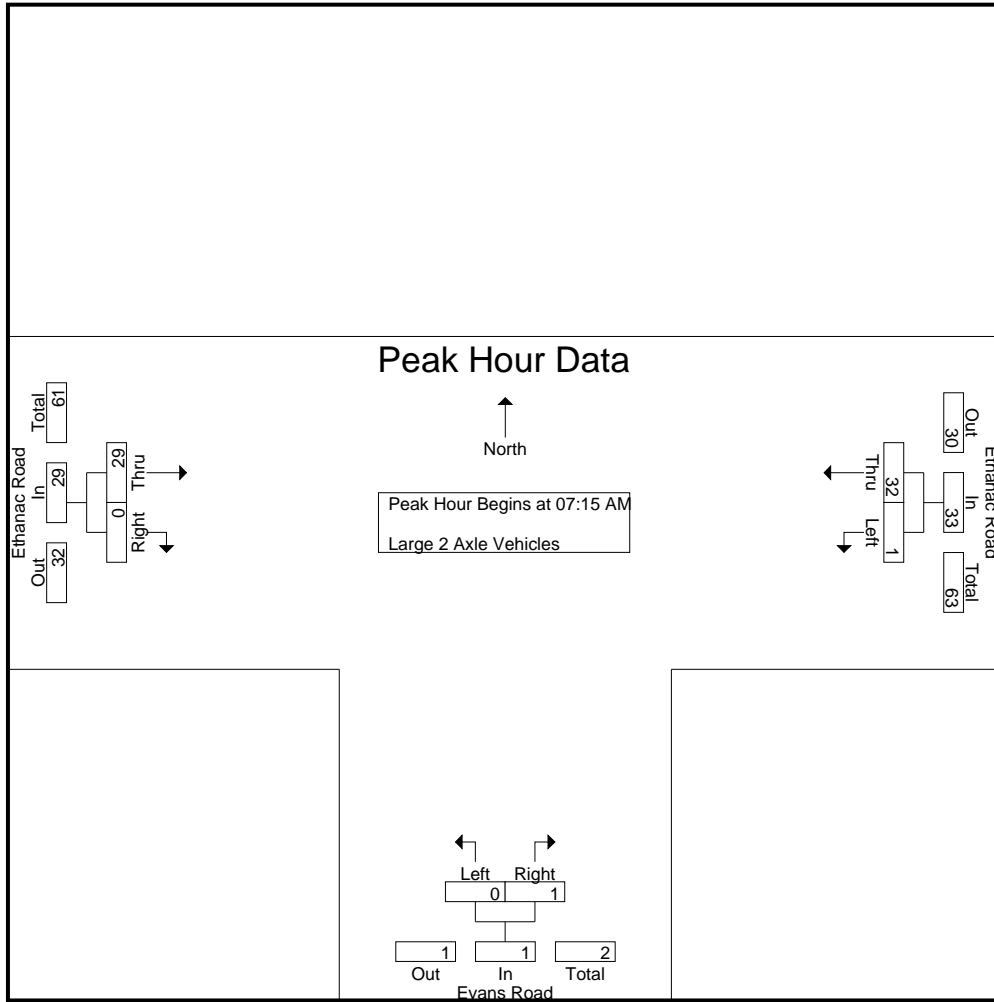 Peak Hour Data
North
Peak Hour Begins at 07:15 AM
Large 2 Axle Vehicles
Ethanac Road
Total
61
In
29
Out
32
29
0
Thru
Right
Out
30
In
33
Total
63
Ethanac Road
Thru
Left
32
1
Left Right
0 1
1 1 2
Out In Total
Evans Road